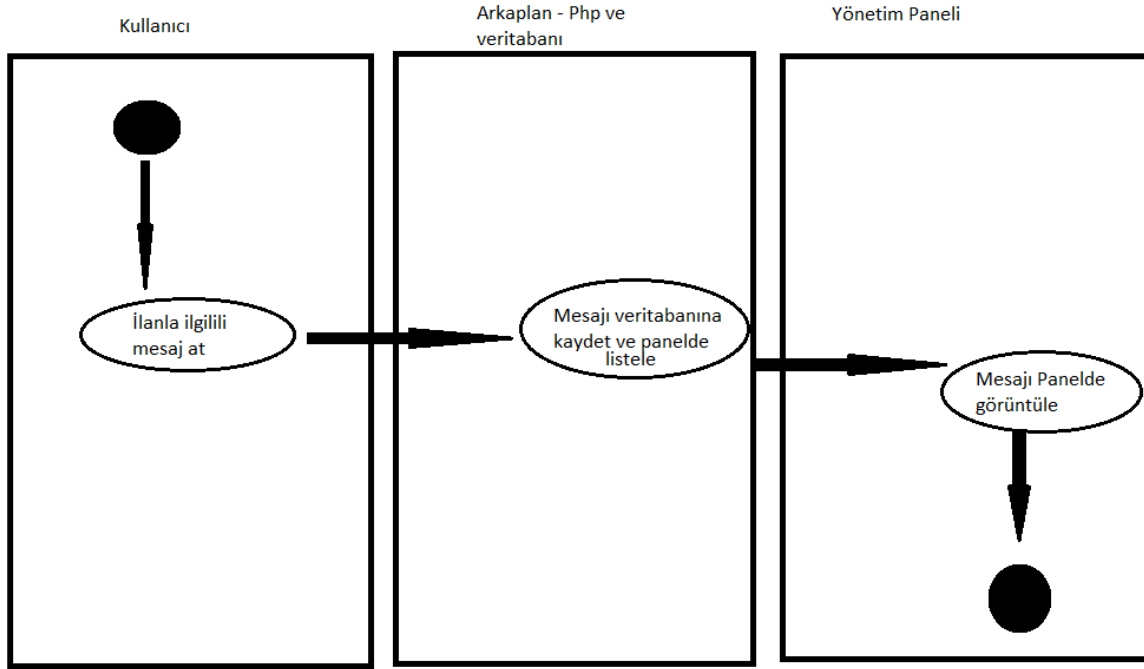 Kullanıcı
Arkaplan - Php ve
veritabanı
Yönetim Paneli
İlanla ilgilili
mesaj at
Mesajı veritabanına
kaydet ve panelde
listele
Mesajı Panelde
görüntüle